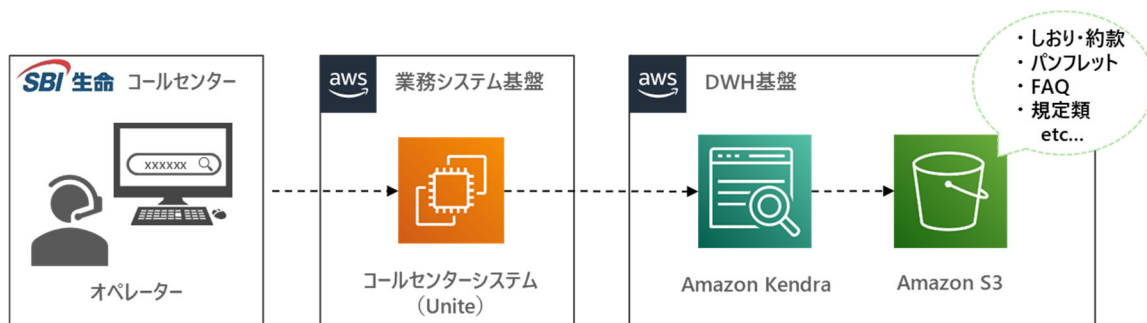 SBI生命 コールセンター
xxxxxx
オペレーター
aws 業務システム基盤
コールセンターシステム
（Unite）
aws DWH基盤
Amazon Kendra
Amazon S3
・しおり・約款
・パンフレット
・FAQ
・規定類
etc...